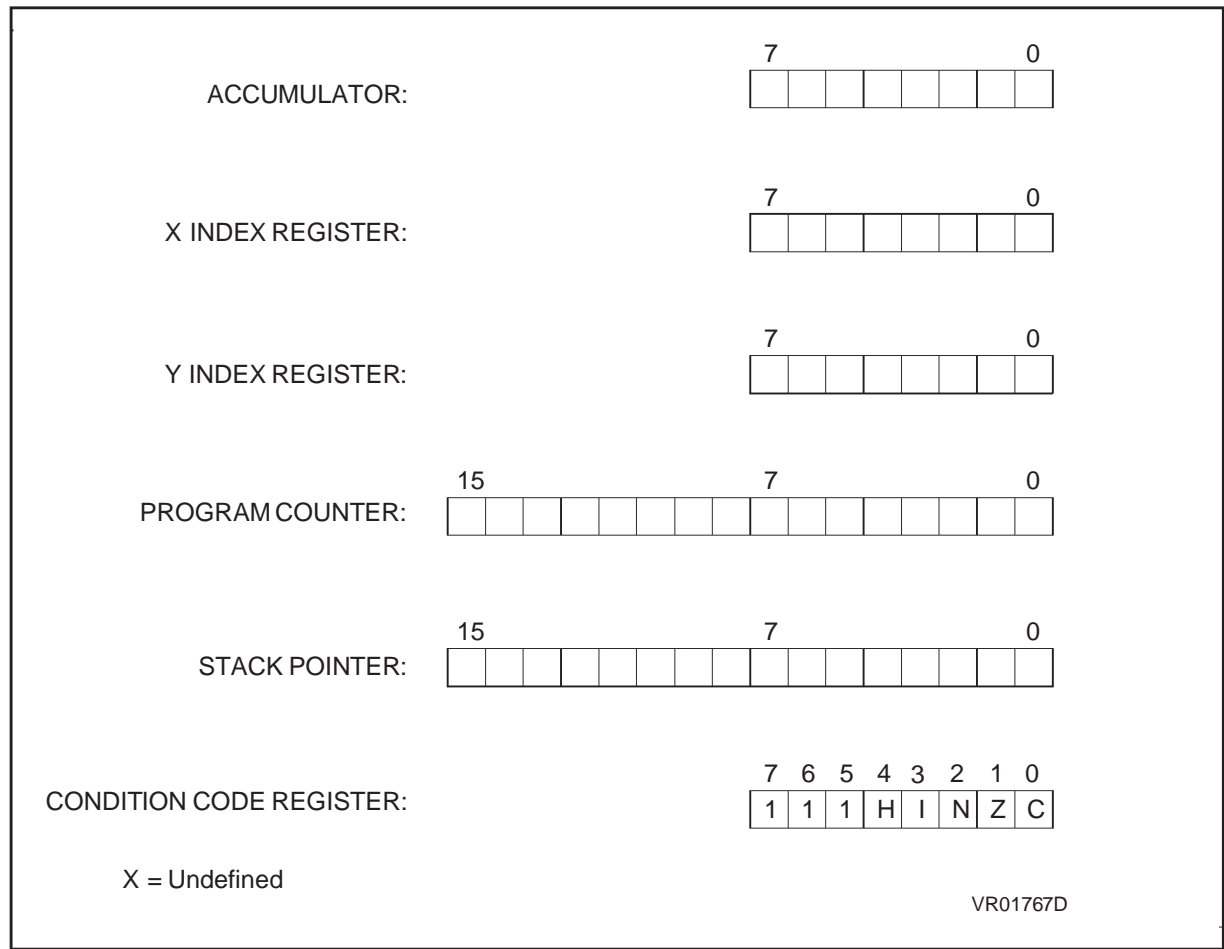 7 0
ACCUMULATOR:
7 0
X INDEX REGISTER:
7 0
Y INDEX REGISTER:
15 7 0
PROGRAM COUNTER:
15 7 0
STACK POINTER:
7 6 5 4 3 2 1 0
CONDITION CODE REGISTER: 1 1 1 H I N Z C
X = Undefined
VR01767D